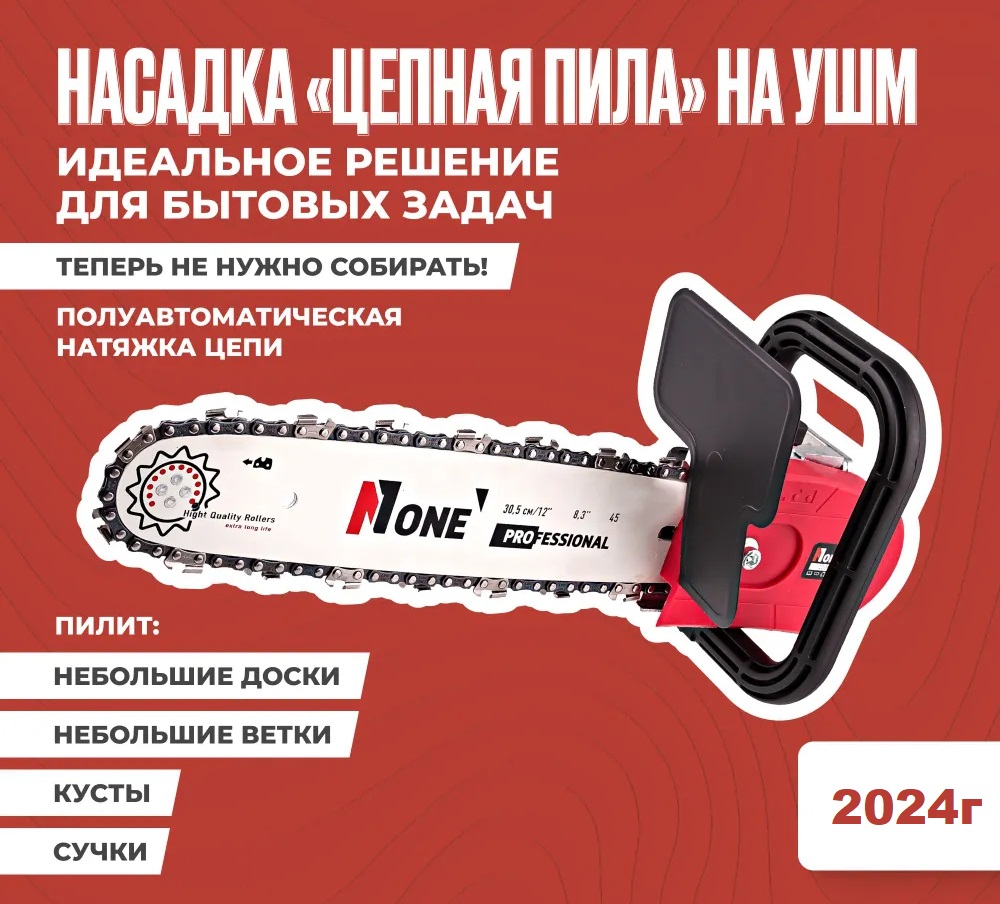 НАСАДКА «ЦЕПНАЯ ПИЛА» НА УШМ
ИДЕАЛЬНОЕ РЕШЕНИЕ
ДЛЯ БЫТОВЫХ ЗАДАЧ
ТЕПЕРЬ НЕ НУЖНО СОБИРАТЬ!
ПОЛУАВТОМАТИЧЕСКАЯ
НАТЯЖКА ЦЕПИ
Hight Quality Rollers
extra long life
N1ONE
30,5 см/12" 8,3" 45
PROFESSIONAL
ПИЛИТ:
НЕБОЛЬШИЕ ДОСКИ
НЕБОЛЬШИЕ ВЕТКИ
КУСТЫ
СУЧКИ
2024г